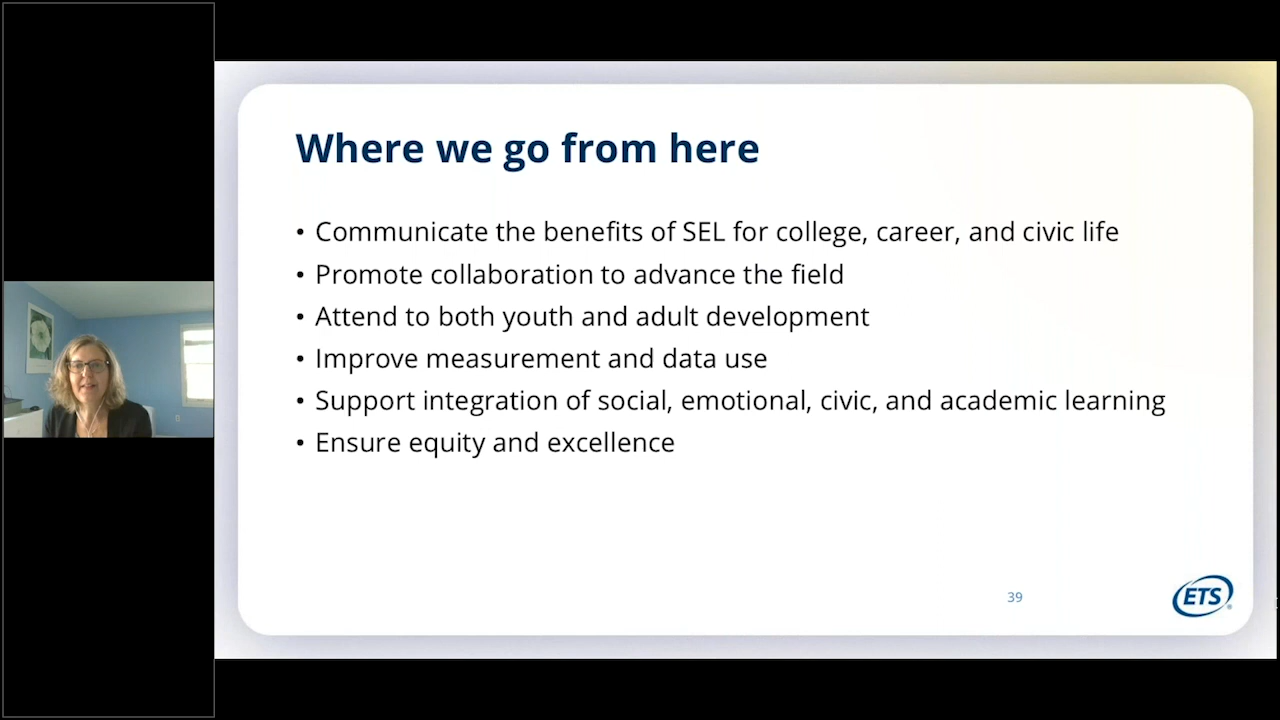 Where we go from here
• Communicate the benefits of SEL for college, career, and civic life
• Promote collaboration to advance the field
• Attend to both youth and adult development
• Improve measurement and data use
• Support integration of social, emotional, civic, and academic learning
• Ensure equity and excellence
39
ETS®